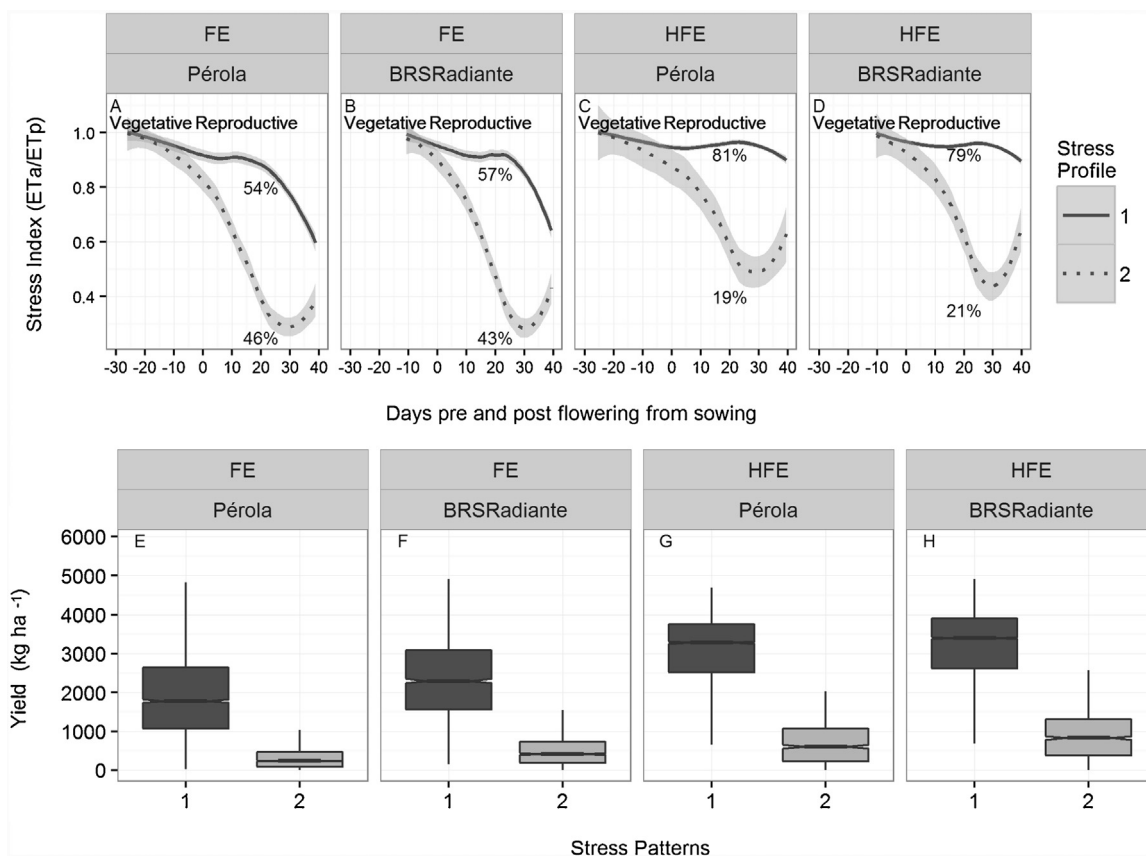 FE FE HFE HFE
Pérola BRSRadiante Pérola BRSRadiante
A B C D
Vegetative Reproductive Vegetative Reproductive Vegetative Reproductive Vegetative Reproductive
Stress Index (ETa/ETp)
1.0
0.8
0.6
0.4
54% 57% 81% 79%
46% 43% 19% 21%
-30 -20 -10 0 10 20 30 40 -30 -20 -10 0 10 20 30 40 -30 -20 -10 0 10 20 30 40 -30 -20 -10 0 10 20 30 40
Days pre and post flowering from sowing
Stress
Profile
1
2
FE FE HFE HFE
Pérola BRSRadiante Pérola BRSRadiante
E F G H
Yield (kg ha -1)
6000
5000
4000
3000
2000
1000
0
1 2 1 2 1 2 1 2
Stress Patterns